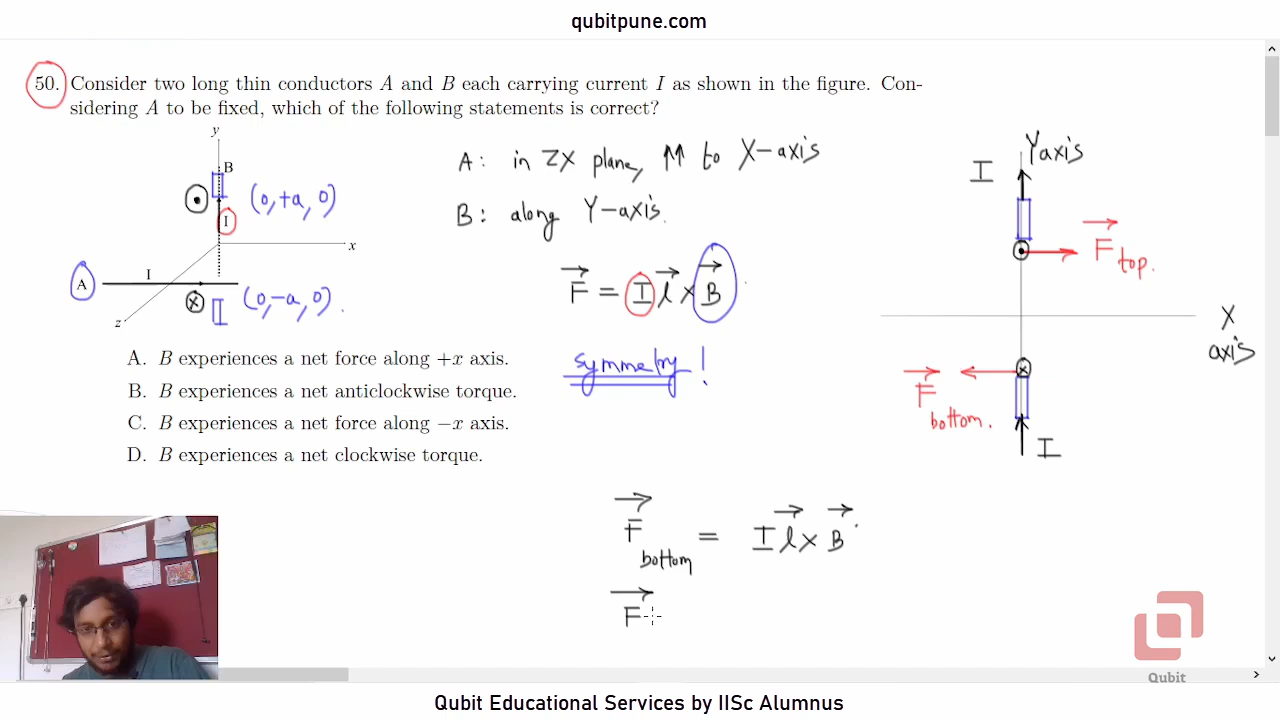 qubitpune.com
50. Consider two long thin conductors A and B each carrying current I as shown in the figure. Con-
sidering A to be fixed, which of the following statements is correct?
y
B
(0, +a, 0)
I
x
A
I
(0, -a, 0).
z
A: in ZX plane, ↑↑ to X-axis
B: along Y-axis.
F = I l × B
symmetry!
A. B experiences a net force along +x axis.
B. B experiences a net anticlockwise torque.
C. B experiences a net force along −x axis.
D. B experiences a net clockwise torque.
Y axis
I
F top.
X axis
F bottom.
I
F bottom = I l × B
F
Qubit
Qubit Educational Services by IISc Alumnus